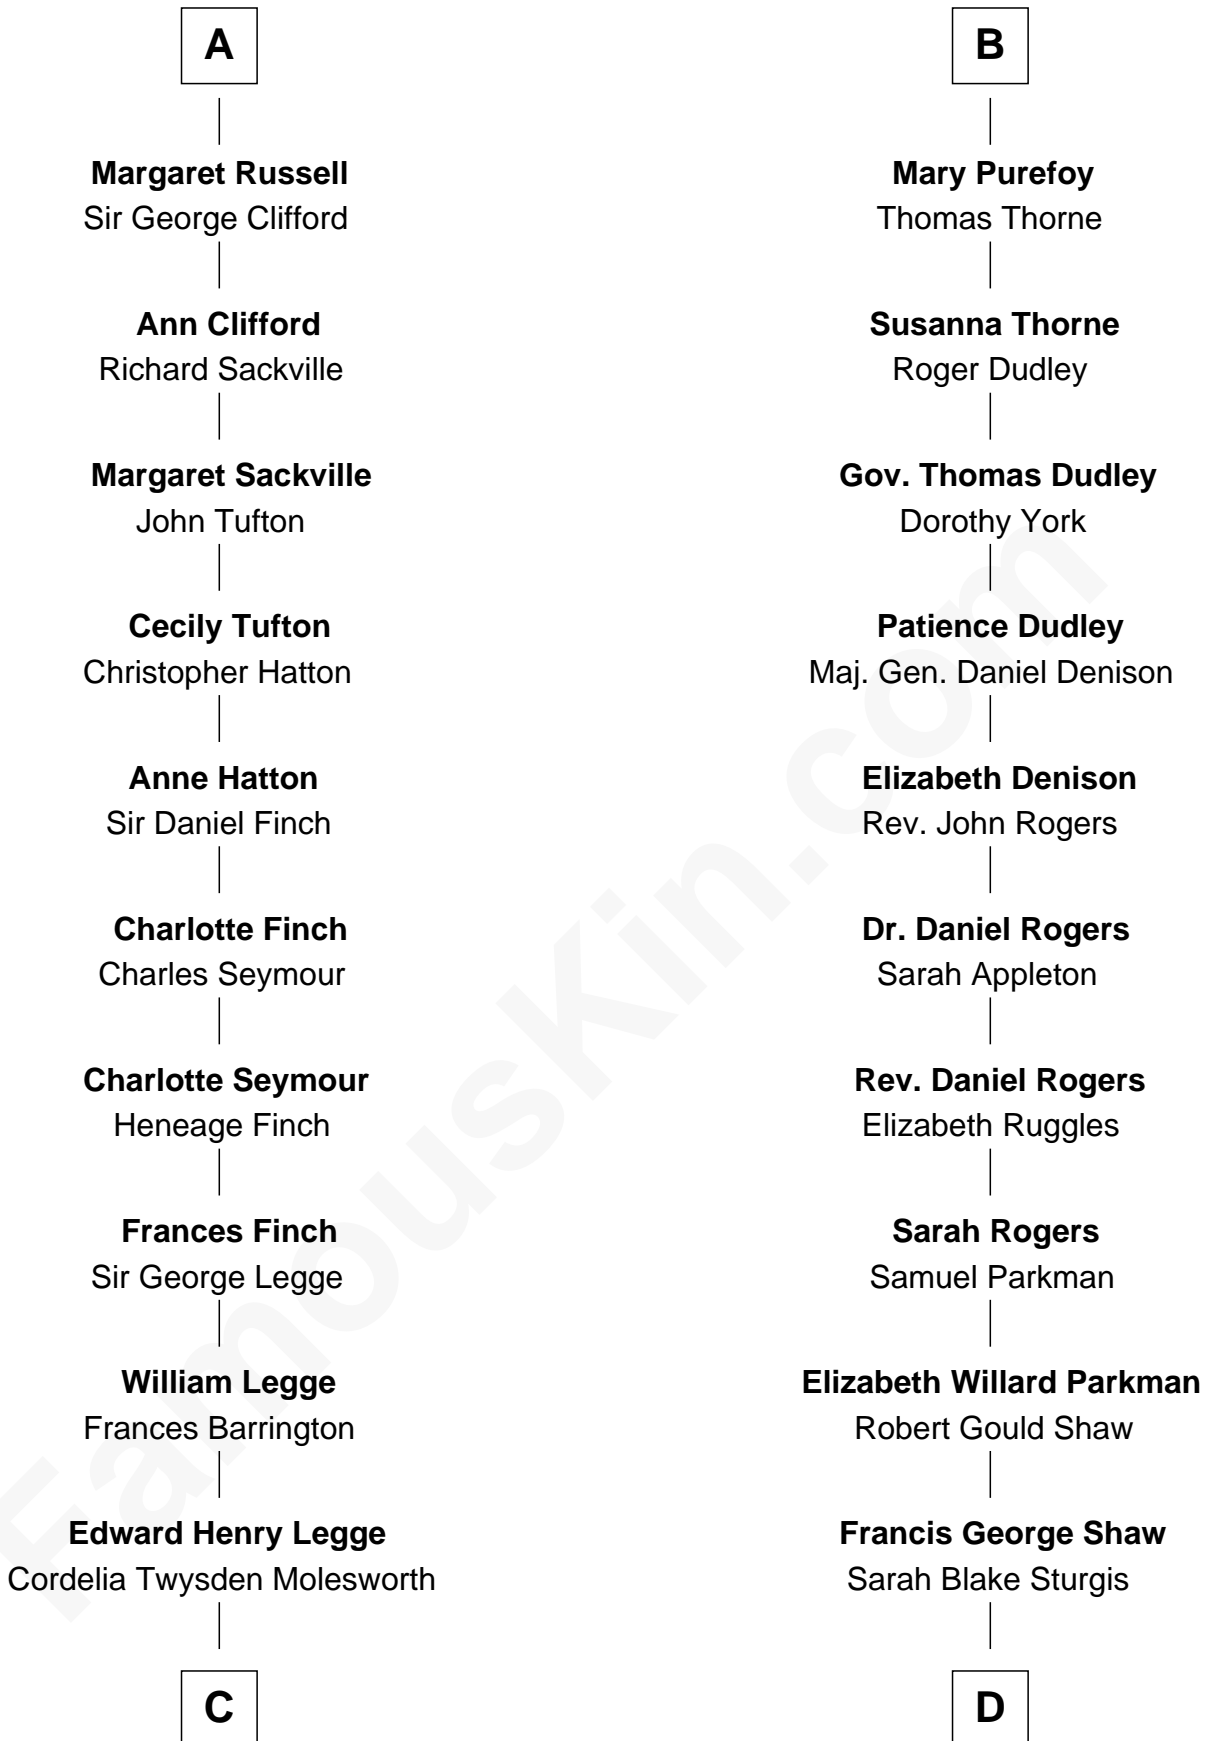 A
Margaret Russell
Sir George Clifford
Ann Clifford
Richard Sackville
Margaret Sackville
John Tufton
Cecily Tufton
Christopher Hatton
Anne Hatton
Sir Daniel Finch
Charlotte Finch
Charles Seymour
Charlotte Seymour
Heneage Finch
Frances Finch
Sir George Legge
William Legge
Frances Barrington
Edward Henry Legge
Cordelia Twysden Molesworth
C
B
Mary Purefoy
Thomas Thorne
Susanna Thorne
Roger Dudley
Gov. Thomas Dudley
Dorothy York
Patience Dudley
Maj. Gen. Daniel Denison
Elizabeth Denison
Rev. John Rogers
Dr. Daniel Rogers
Sarah Appleton
Rev. Daniel Rogers
Elizabeth Ruggles
Sarah Rogers
Samuel Parkman
Elizabeth Willard Parkman
Robert Gould Shaw
Francis George Shaw
Sarah Blake Sturgis
D
FamousKin.com